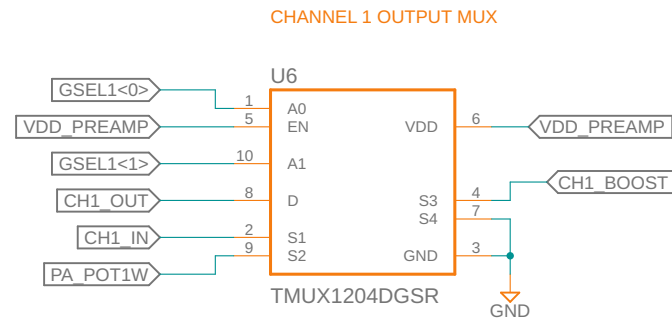 CHANNEL 1 OUTPUT MUX
U6
GSEL1<0>
1
A0
VDD_PREAMP
5
EN
VDD
6
VDD_PREAMP
GSEL1<1>
10
A1
CH1_OUT
8
D
S3
4
CH1_BOOST
S4
7
CH1_IN
2
S1
PA_POT1W
9
S2
GND
3
TMUX1204DGSR
GND